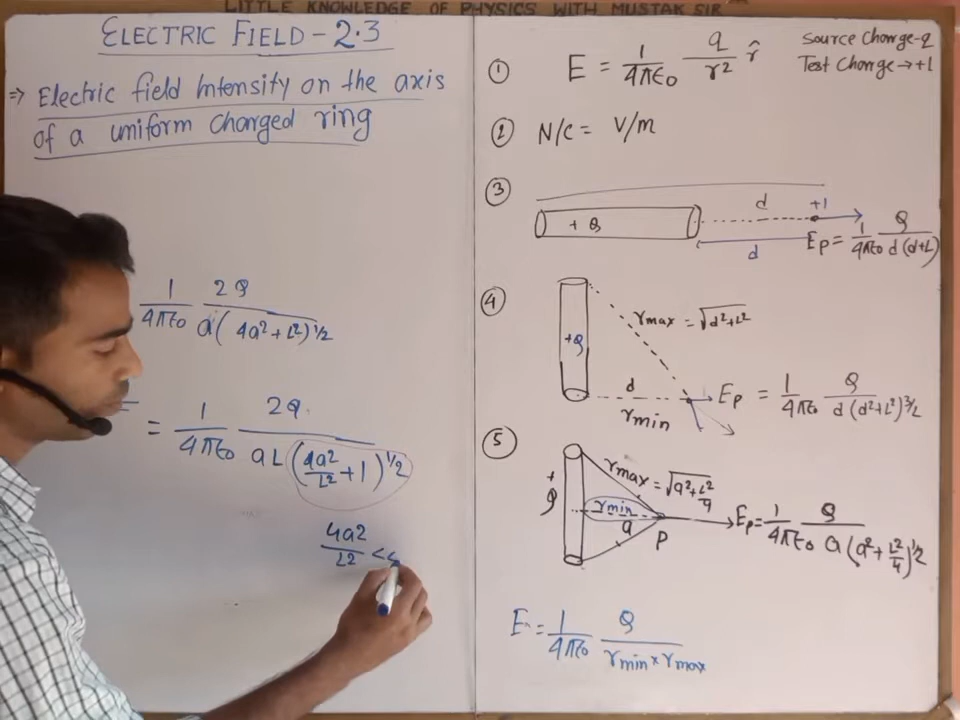 LITTLE KNOWLEDGE OF PHYSICS WITH MUSTAK SIR
ELECTRIC FIELD - 2.3
⇒ Electric field Intensity on the axis
of a uniform charged ring
1/4πε₀ 2Q/a(4a²+L²)^1/2
= 1/4πε₀ 2Q/aL(4a²/L²+1)^1/2
4a²/L² <<
① E = 1/4πε₀ q/r² r̂
Source Charge-q
Test Charge → +1
② N/C = V/m
③
+Q d +1
d
Ep = 1/4πε₀ Q/d(d+L)
④
rmax = √d²+L²
+Q
d
rmin
Ep = 1/4πε₀ Q/d(d²+L²)^3/2
⑤
rmax = √a²+L²/4
+Q
rmin
a
P
Ep = 1/4πε₀ Q/a(a²+L²/4)^1/2
E = 1/4πε₀ Q/rmin×rmax